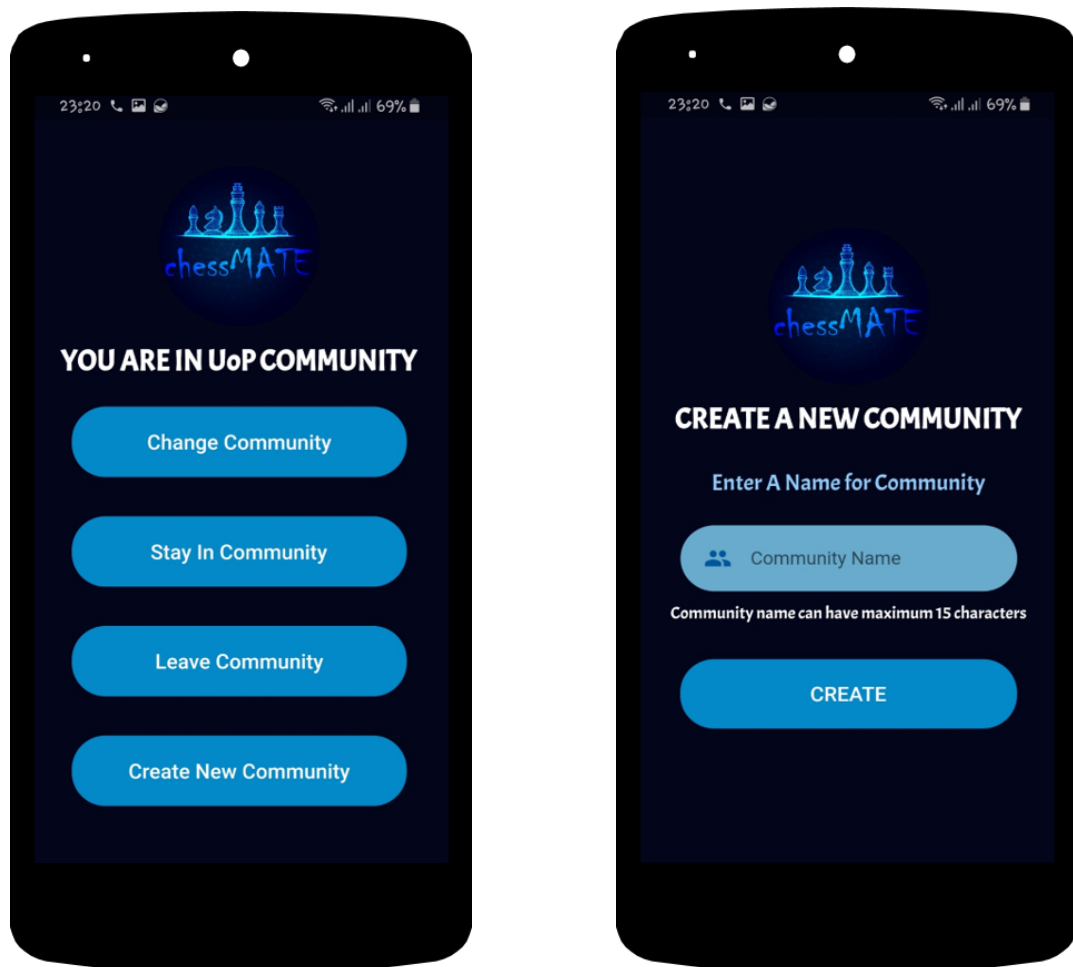 23:20 69%
chessMATE
YOU ARE IN UoP COMMUNITY
Change Community
Stay In Community
Leave Community
Create New Community
23:20 69%
chessMATE
CREATE A NEW COMMUNITY
Enter A Name for Community
Community Name
Community name can have maximum 15 characters
CREATE